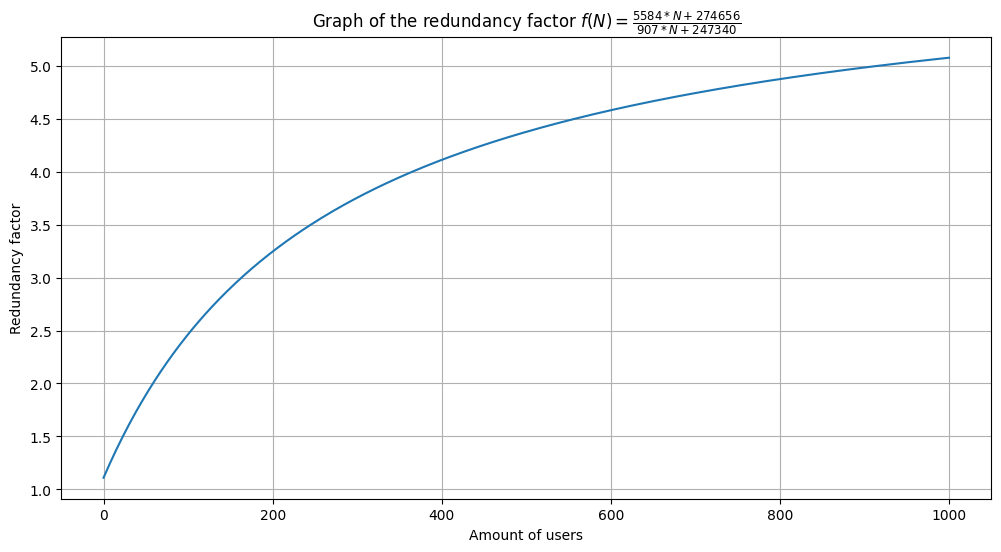 Graph of the redundancy factor f(N) = \frac{5584*N+274656}{907*N+247340}
Redundancy factor
5.0
4.5
4.0
3.5
3.0
2.5
2.0
1.5
1.0
0 200 400 600 800 1000
Amount of users